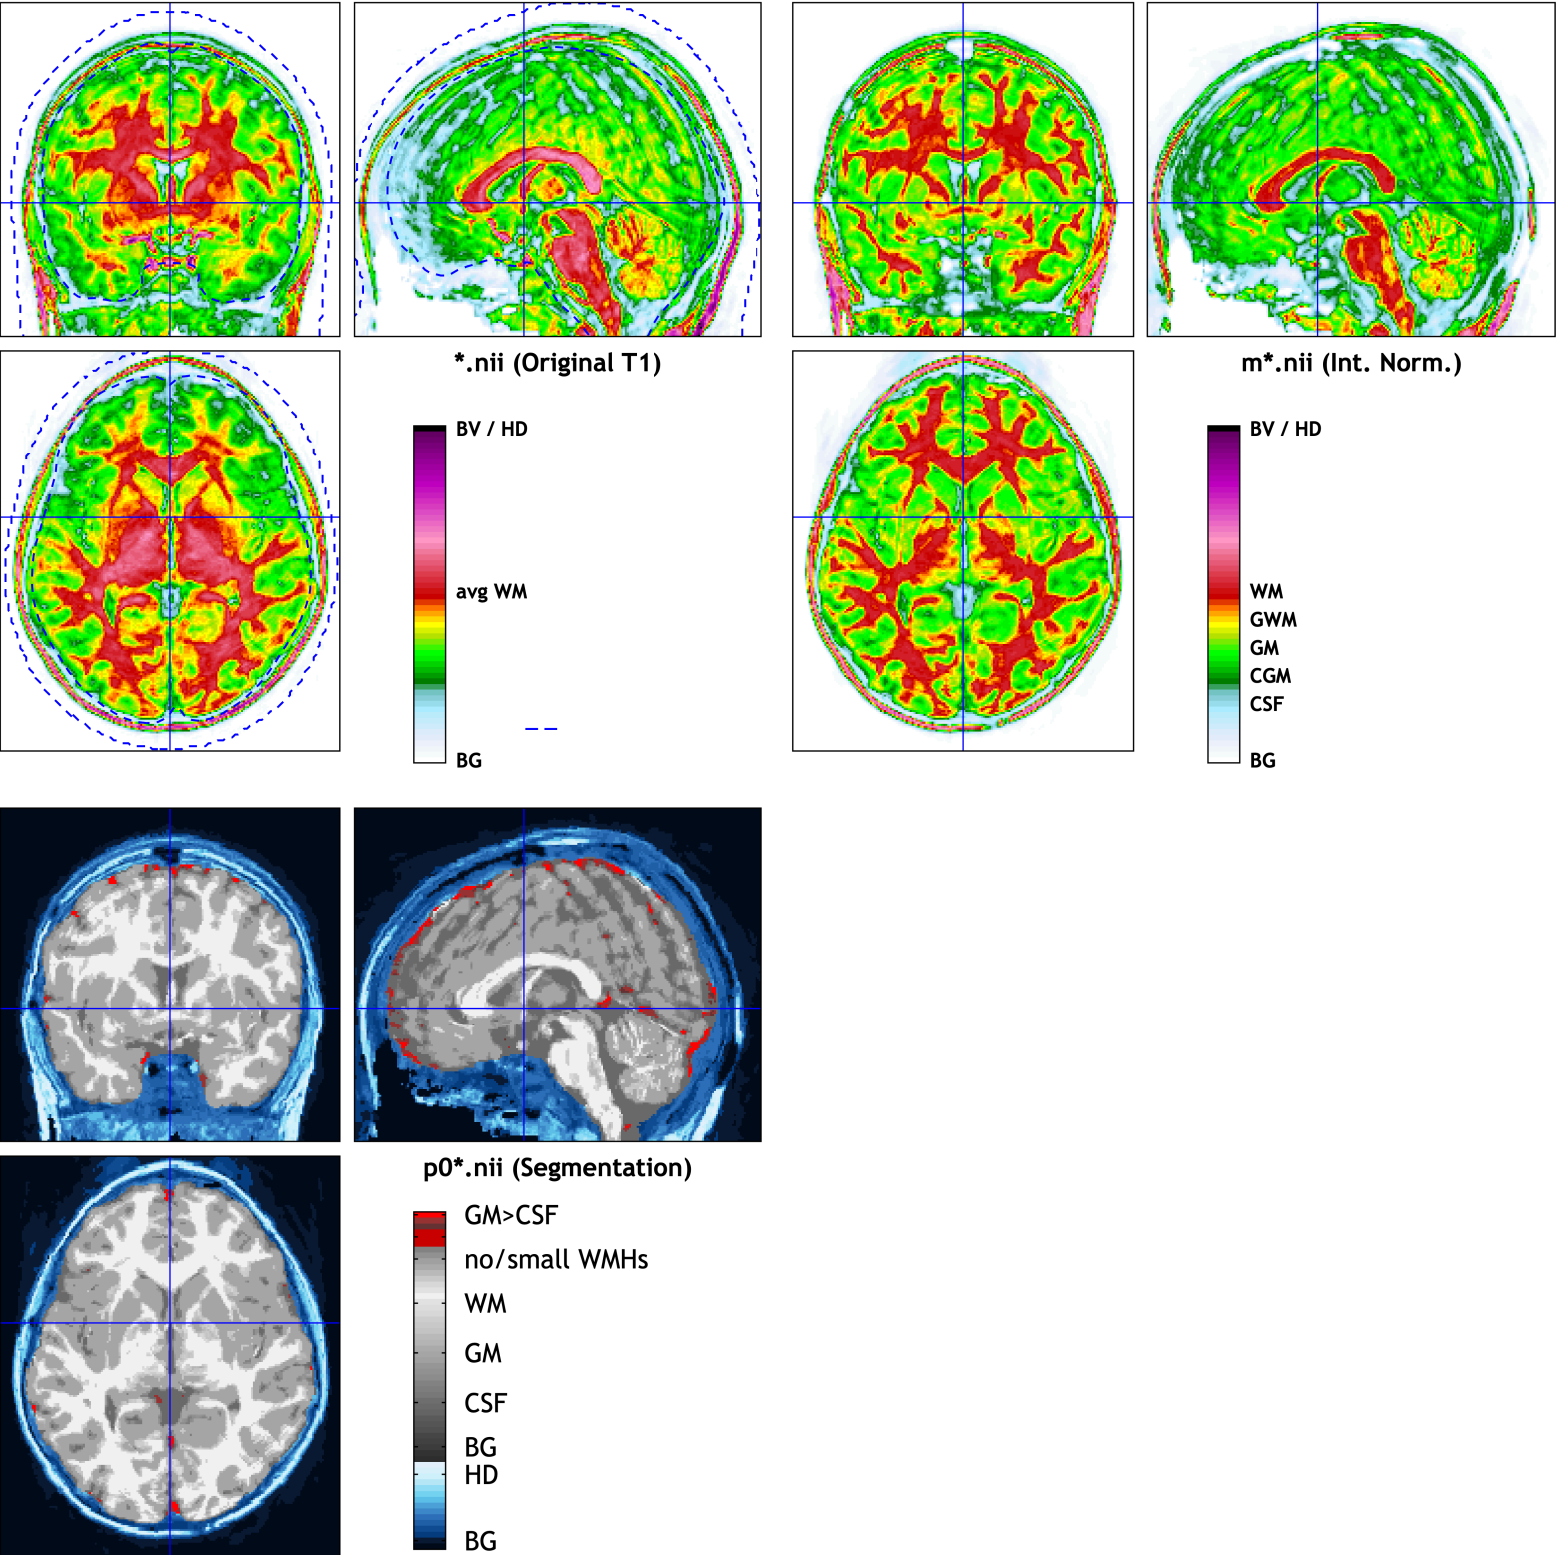 *.nii (Original T1)
BV / HD
avg WM
BG
m*.nii (Int. Norm.)
BV / HD
WM
GWM
GM
CGM
CSF
BG
p0*.nii (Segmentation)
GM>CSF
no/small WMHs
WM
GM
CSF
BG
HD
BG